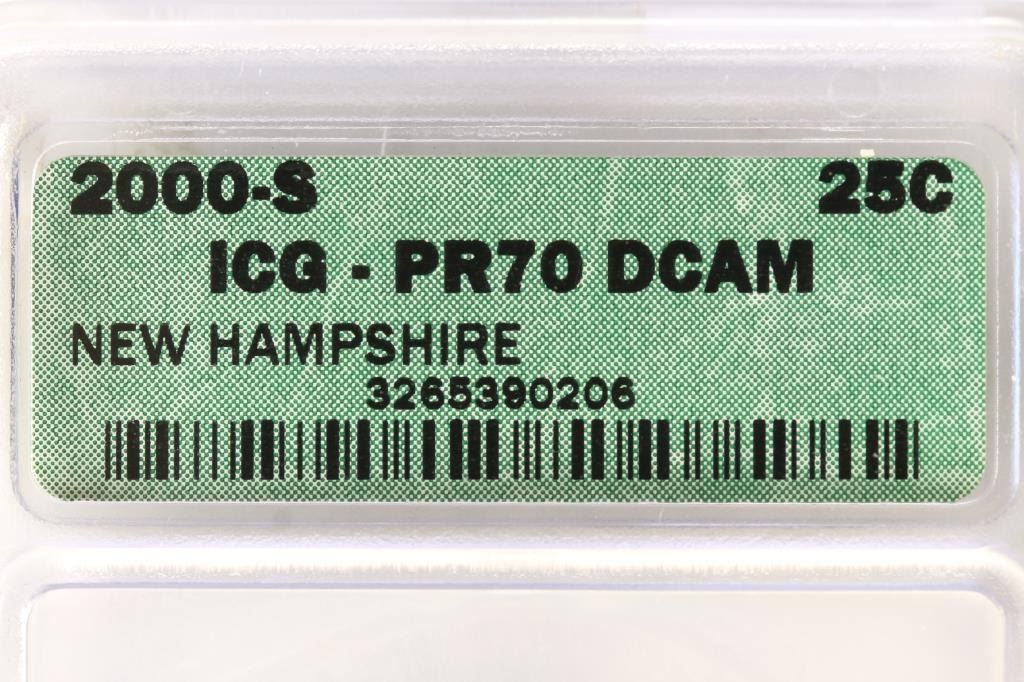 2000-S 25C
ICG - PR70 DCAM
NEW HAMPSHIRE
3265390206